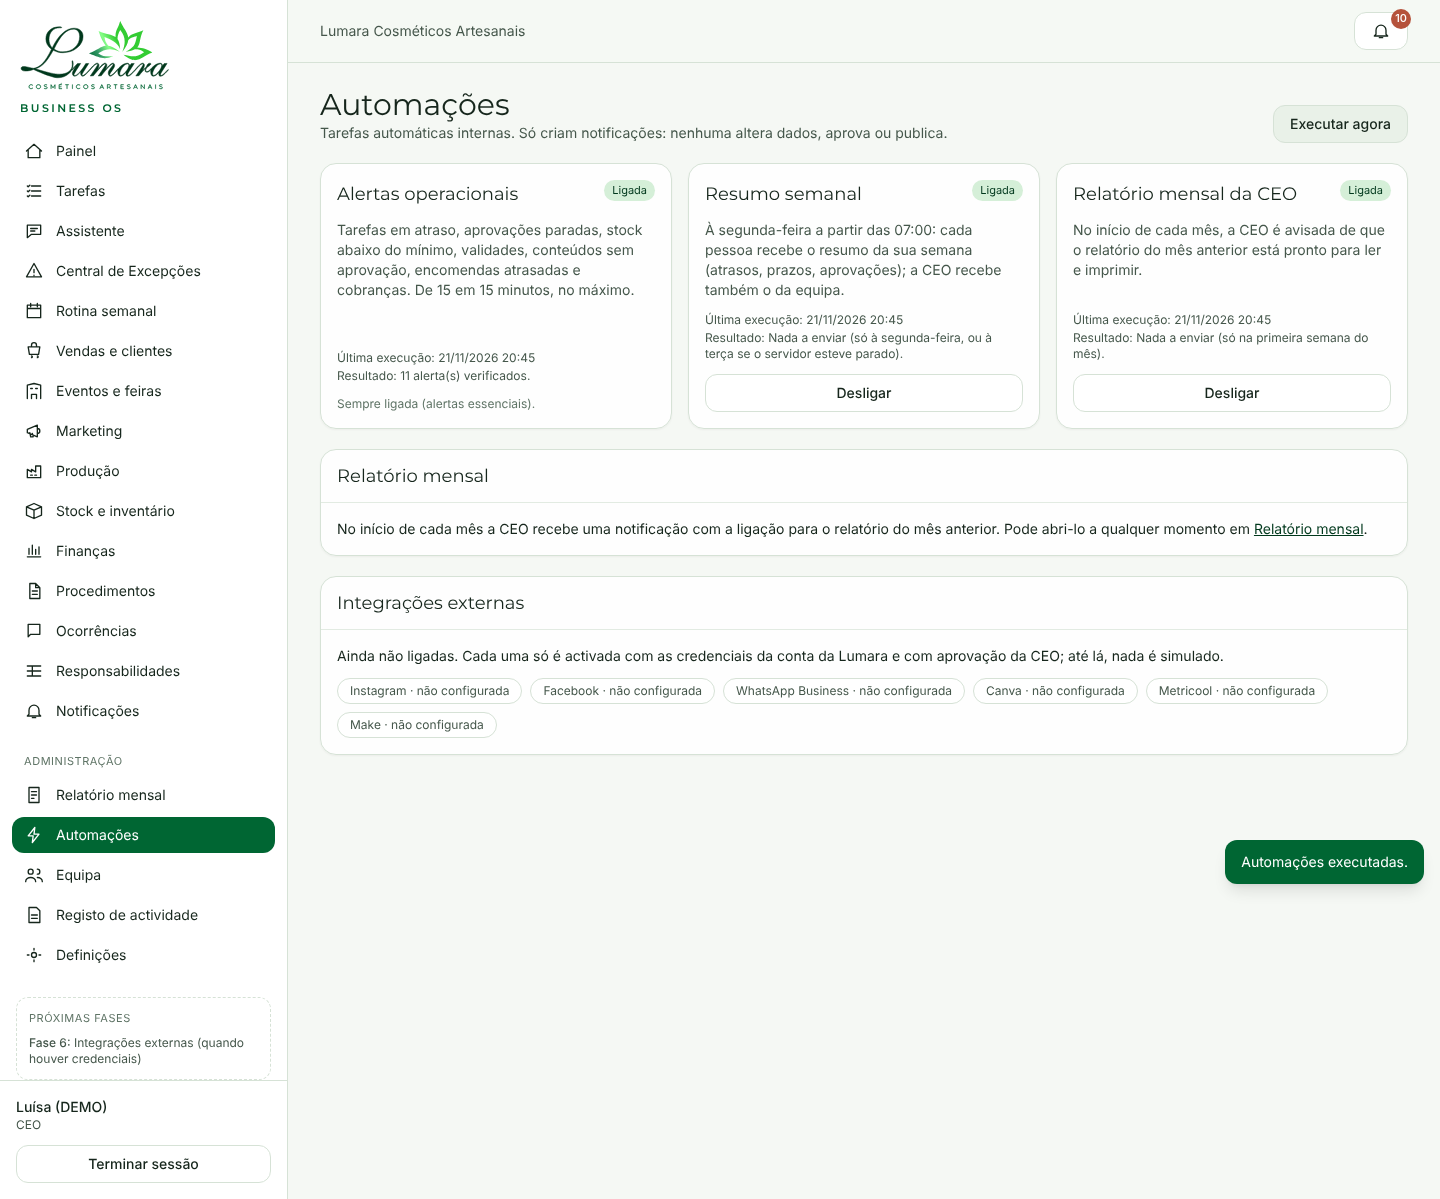 Lumara
COSMÉTICOS ARTESANAIS
BUSINESS OS
Painel
Tarefas
Assistente
Central de Excepções
Rotina semanal
Vendas e clientes
Eventos e feiras
Marketing
Produção
Stock e inventário
Finanças
Procedimentos
Ocorrências
Responsabilidades
Notificações
ADMINISTRAÇÃO
Relatório mensal
Automações
Equipa
Registo de actividade
Definições
PRÓXIMAS FASES
Fase 6: Integrações externas (quando
houver credenciais)
Luísa (DEMO)
CEO
Terminar sessão
Lumara Cosméticos Artesanais
10
Automações
Tarefas automáticas internas. Só criam notificações: nenhuma altera dados, aprova ou publica.
Executar agora
Alertas operacionais
Ligada
Tarefas em atraso, aprovações paradas, stock
abaixo do mínimo, validades, conteúdos sem
aprovação, encomendas atrasadas e
cobranças. De 15 em 15 minutos, no máximo.
Última execução: 21/11/2026 20:45
Resultado: 11 alerta(s) verificados.
Sempre ligada (alertas essenciais).
Resumo semanal
Ligada
À segunda-feira a partir das 07:00: cada
pessoa recebe o resumo da sua semana
(atrasos, prazos, aprovações); a CEO recebe
também o da equipa.
Última execução: 21/11/2026 20:45
Resultado: Nada a enviar (só à segunda-feira, ou à
terça se o servidor esteve parado).
Desligar
Relatório mensal da CEO
Ligada
No início de cada mês, a CEO é avisada de que
o relatório do mês anterior está pronto para ler
e imprimir.
Última execução: 21/11/2026 20:45
Resultado: Nada a enviar (só na primeira semana do
mês).
Desligar
Relatório mensal
No início de cada mês a CEO recebe uma notificação com a ligação para o relatório do mês anterior. Pode abri-lo a qualquer momento em Relatório mensal.
Integrações externas
Ainda não ligadas. Cada uma só é activada com as credenciais da conta da Lumara e com aprovação da CEO; até lá, nada é simulado.
Instagram · não configurada
Facebook · não configurada
WhatsApp Business · não configurada
Canva · não configurada
Metricool · não configurada
Make · não configurada
Automações executadas.